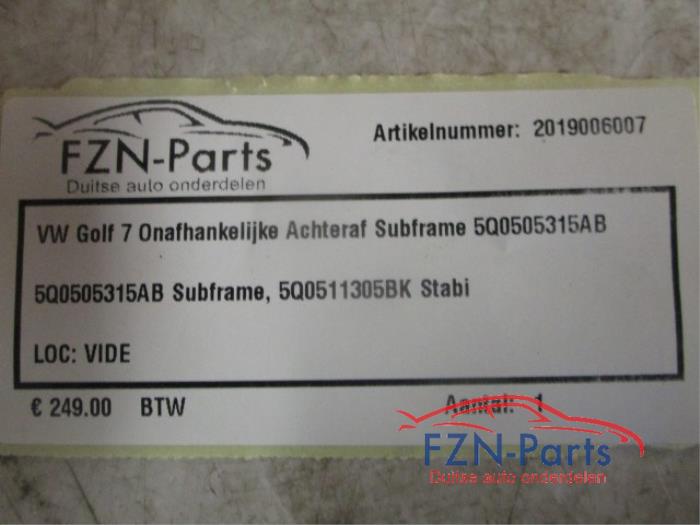 FZN-Parts
Duitse auto onderdelen
Artikelnummer: 2019006007
VW Golf 7 Onafhankelijke Achteraf Subframe 5Q0505315AB
5Q0505315AB Subframe, 5Q0511305BK Stabi
LOC: VIDE
€ 249.00 BTW
Aantal: 1
FZN-Parts
Duitse auto onderdelen